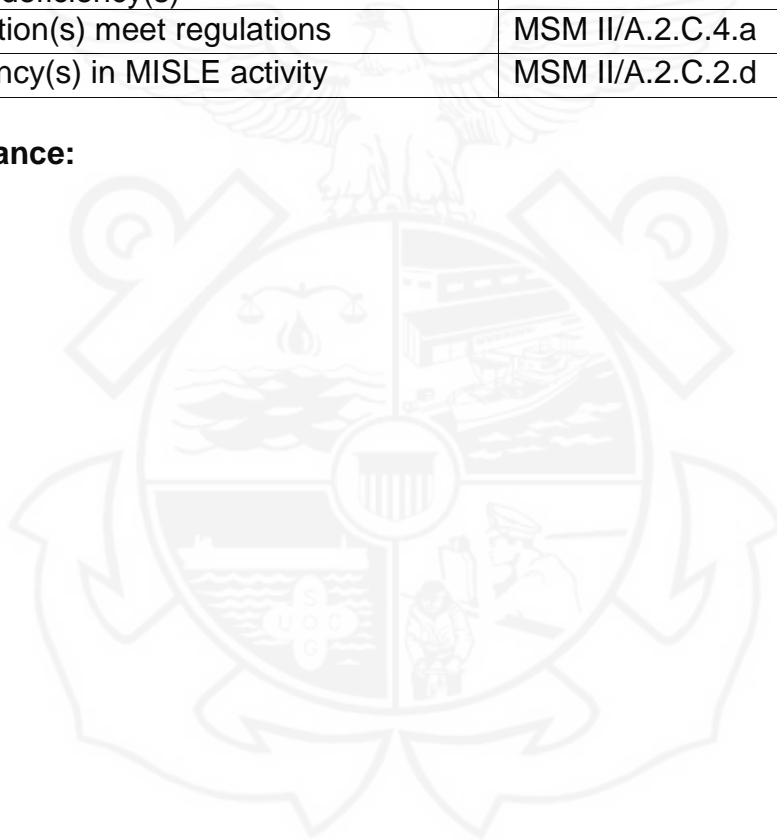 tion(s) meet regulations MSM II/A.2.C.4.a
ncy(s) in MISLE activity MSM II/A.2.C.2.d
ance:
S
U O C
G